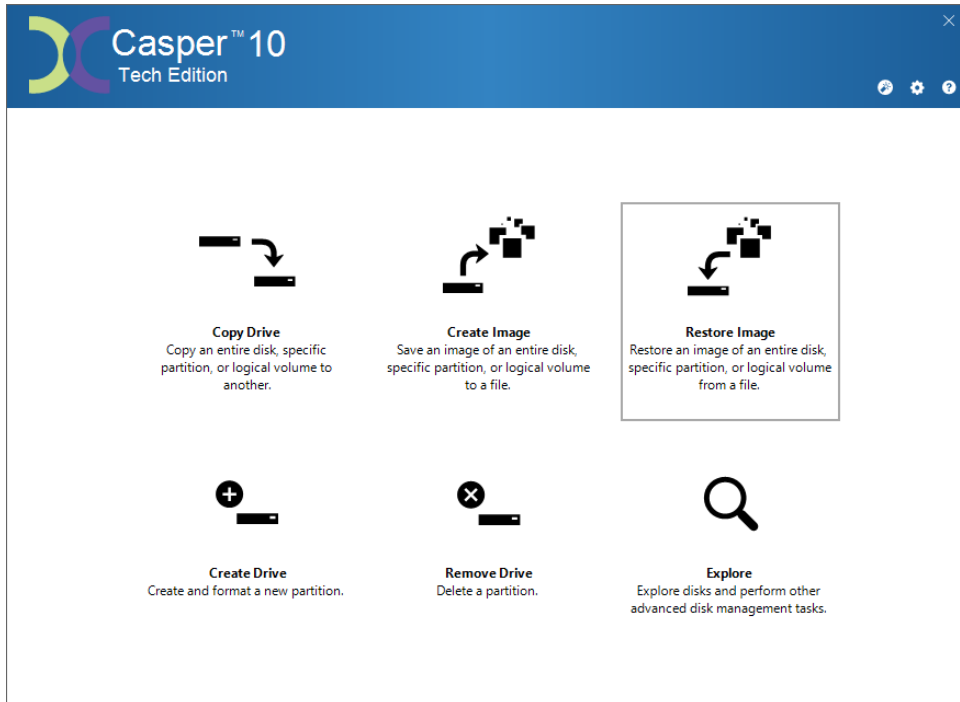 Casper™10
Tech Edition
Copy Drive
Copy an entire disk, specific
partition, or logical volume to
another.
Create Image
Save an image of an entire disk,
specific partition, or logical volume
to a file.
Restore Image
Restore an image of an entire disk,
specific partition, or logical volume
from a file.
Create Drive
Create and format a new partition.
Remove Drive
Delete a partition.
Explore
Explore disks and perform other
advanced disk management tasks.